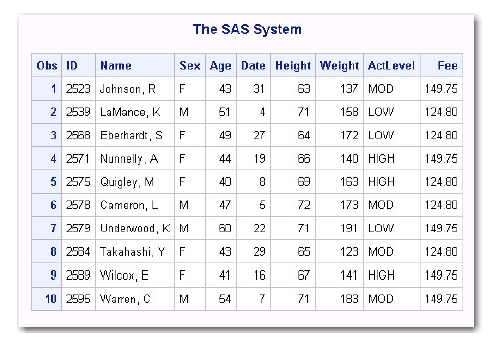 The SAS System
Obs ID Name Sex Age Date Height Weight ActLevel Fee
1 2523 Johnson, R F 43 31 63 137 MOD 149.75
2 2539 LaMance, K M 51 4 71 158 LOW 124.80
3 2568 Eberhardt, S F 49 27 64 172 LOW 124.80
4 2571 Nunnelly, A F 44 19 66 140 HIGH 149.75
5 2575 Quigley, M F 40 8 69 163 HIGH 124.80
6 2578 Cameron, L M 47 5 72 173 MOD 124.80
7 2579 Underwood, K M 60 22 71 191 LOW 149.75
8 2584 Takahashi, Y F 43 29 65 123 MOD 124.80
9 2589 Wilcox, E F 41 16 67 141 HIGH 149.75
10 2595 Warren, C M 54 7 71 183 MOD 149.75